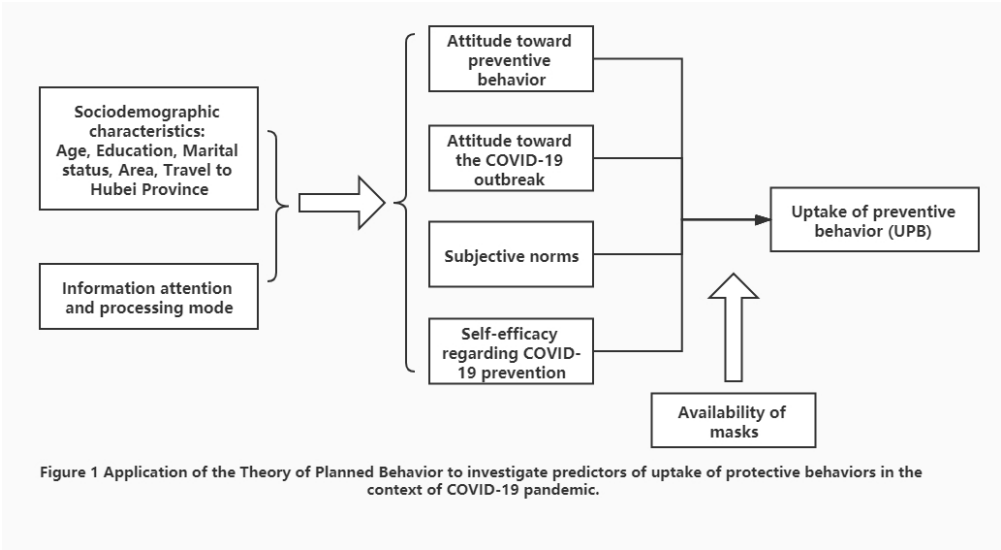 Sociodemographic
characteristics:
Age, Education, Marital
status, Area, Travel to
Hubei Province
Information attention
and processing mode
Attitude toward
preventive
behavior
Attitude toward
the COVID-19
outbreak
Subjective norms
Self-efficacy
regarding COVID-
19 prevention
Uptake of preventive
behavior (UPB)
Availability of
masks
Figure 1 Application of the Theory of Planned Behavior to investigate predictors of uptake of protective behaviors in the
context of COVID-19 pandemic.